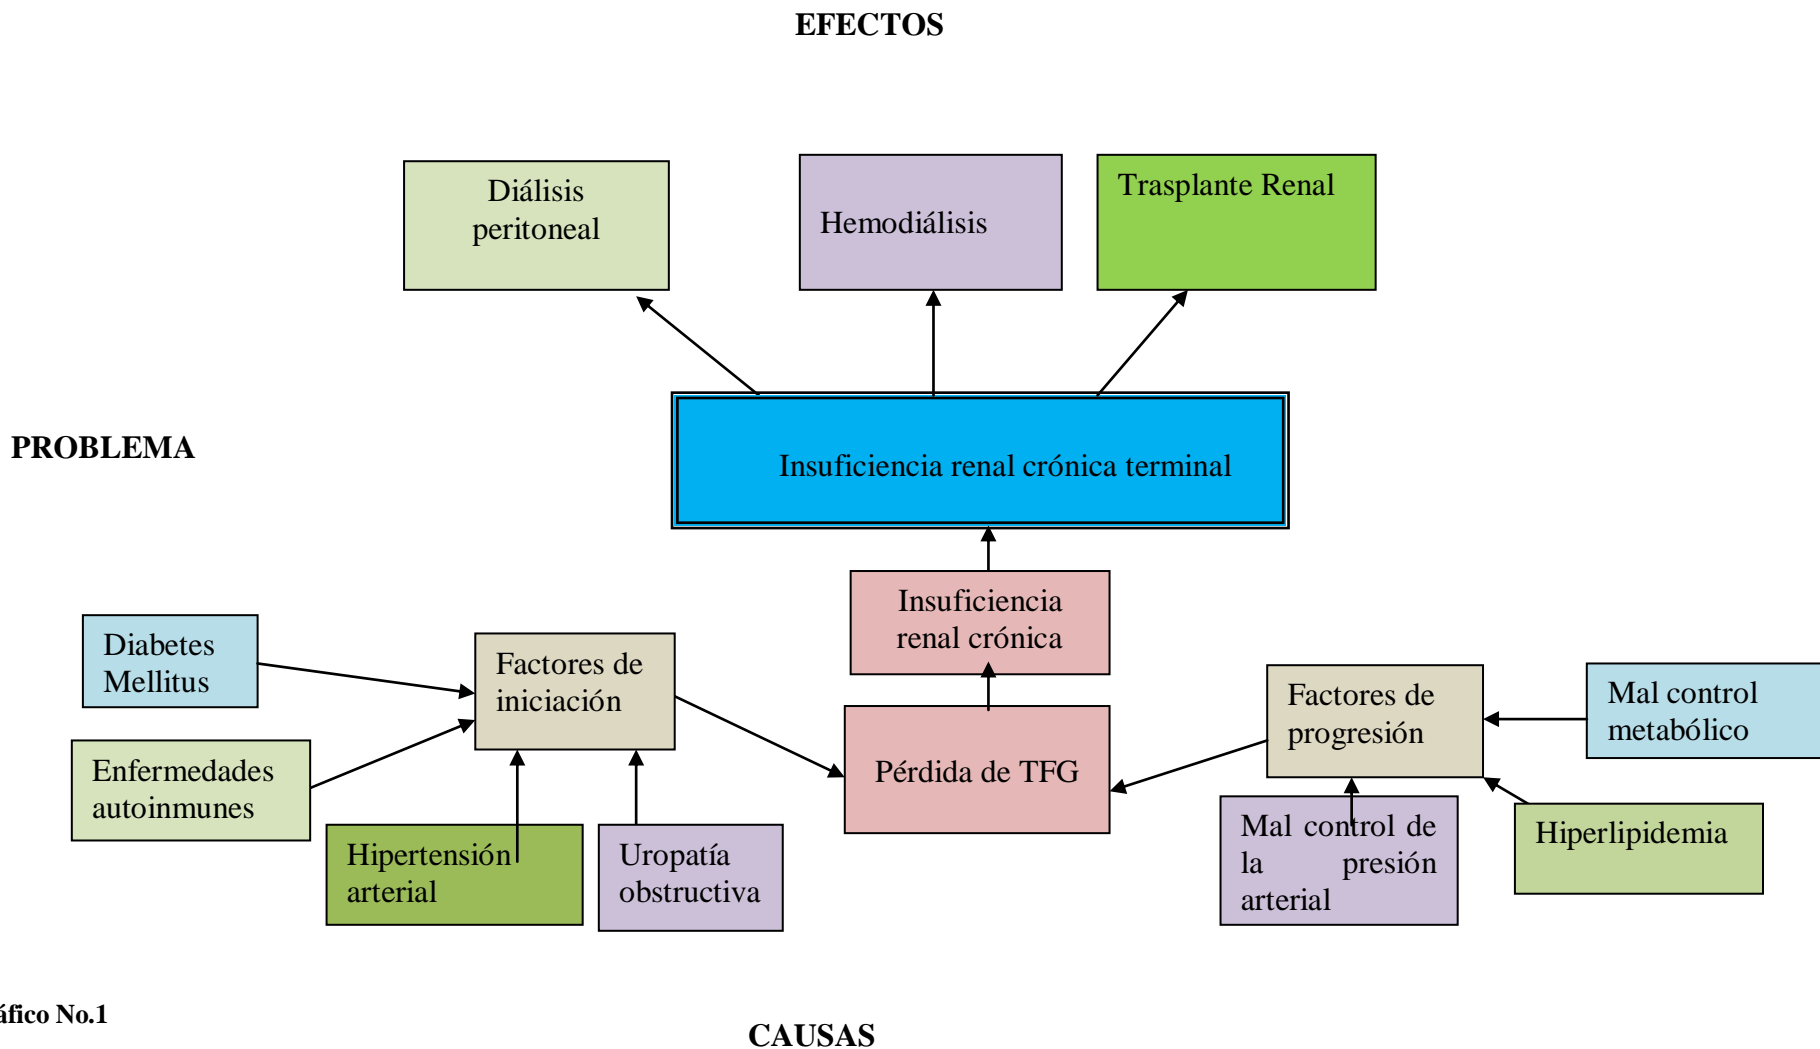 EFECTOS
Diálisis
peritoneal
Hemodiálisis
Trasplante Renal
PROBLEMA
Insuficiencia renal crónica terminal
Insuficiencia
renal crónica
Diabetes
Mellitus
Factores de
iniciación
Factores de
progresión
Mal control
metabólico
Enfermedades
autoinmunes
Pérdida de TFG
Hipertensión
arterial
Uropatía
obstructiva
Mal control de
la presión
arterial
Hiperlipidemia
áfico No.1
CAUSAS